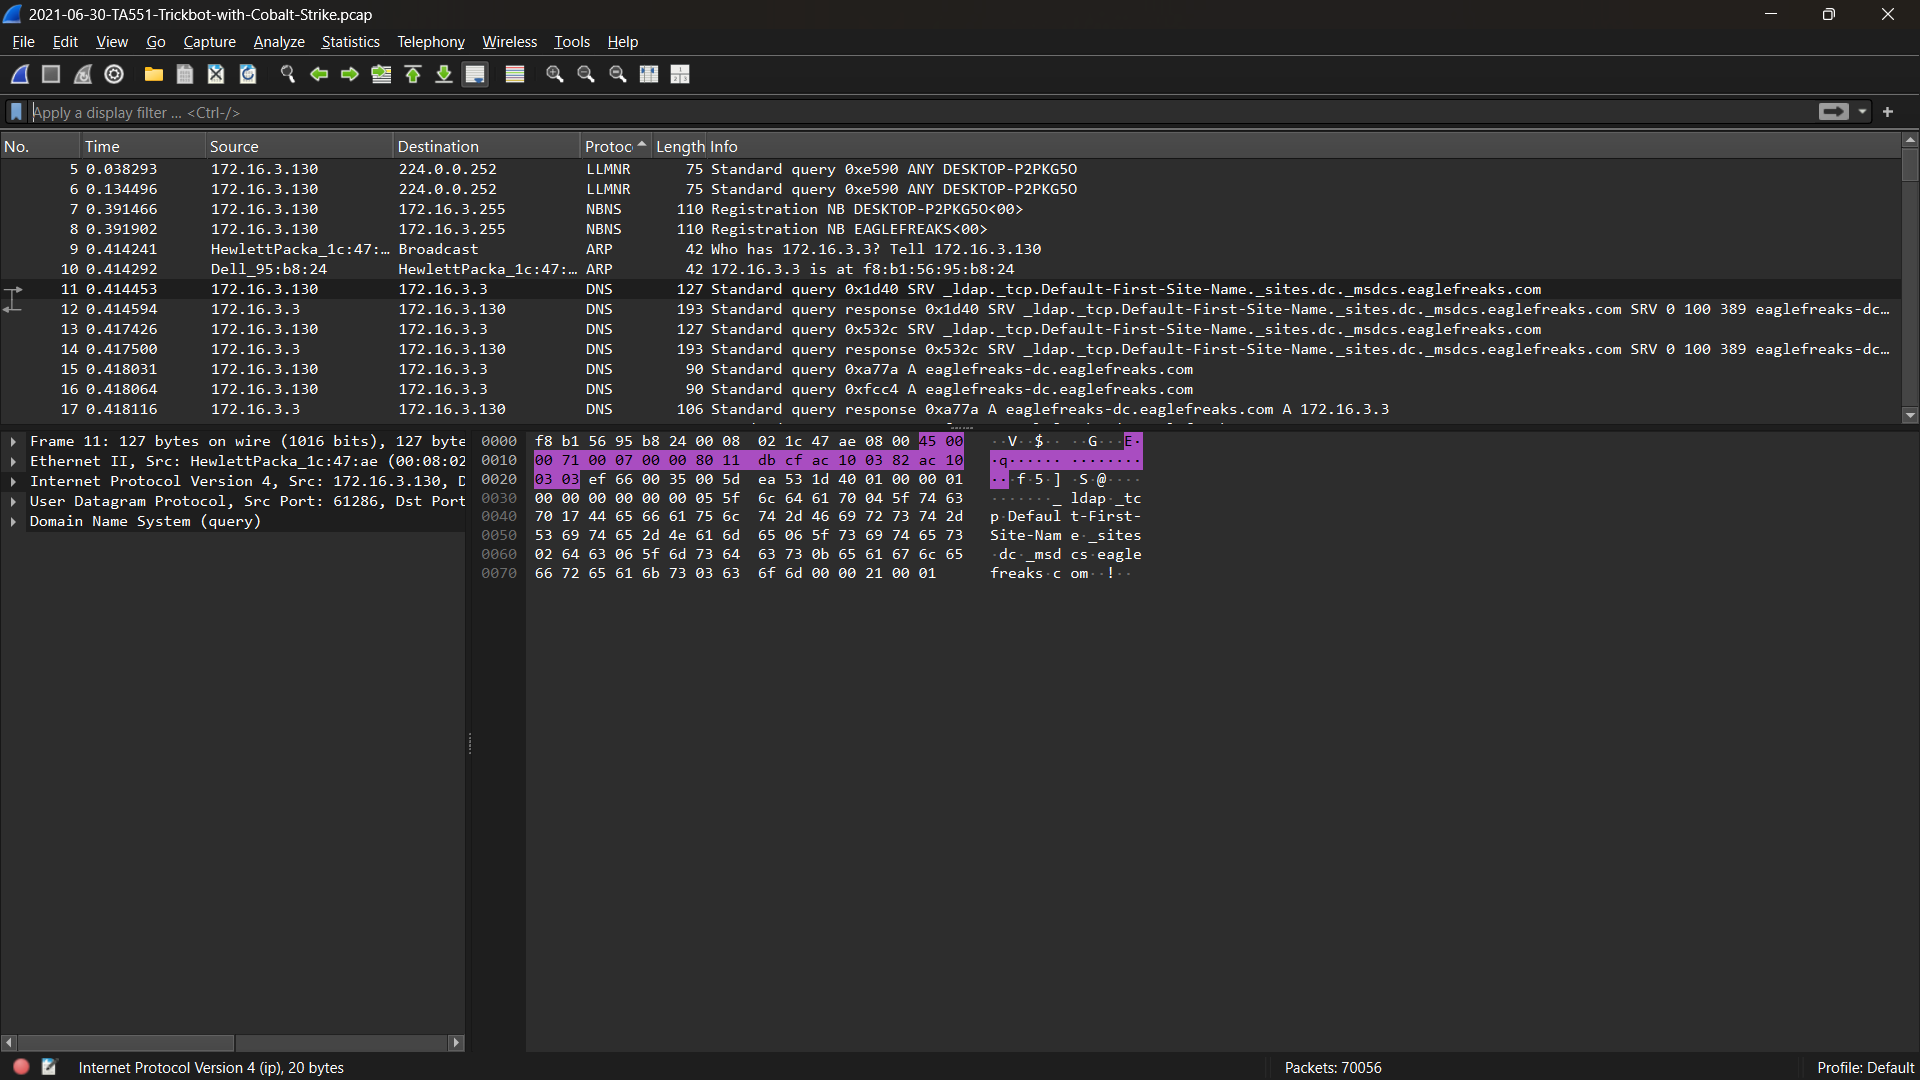 2021-06-30-TA551-Trickbot-with-Cobalt-Strike.pcap
File Edit View Go Capture Analyze Statistics Telephony Wireless Tools Help
Apply a display filter ... <Ctrl-/>
No. Time Source Destination Protoc Length Info
5 0.038293 172.16.3.130 224.0.0.252 LLMNR 75 Standard query 0xe590 ANY DESKTOP-P2PKG5O
6 0.134496 172.16.3.130 224.0.0.252 LLMNR 75 Standard query 0xe590 ANY DESKTOP-P2PKG5O
7 0.391466 172.16.3.130 172.16.3.255 NBNS 110 Registration NB DESKTOP-P2PKG5O<00>
8 0.391902 172.16.3.130 172.16.3.255 NBNS 110 Registration NB EAGLEFREAKS<00>
9 0.414241 HewlettPacka_1c:47:... Broadcast ARP 42 Who has 172.16.3.3? Tell 172.16.3.130
10 0.414292 Dell_95:b8:24 HewlettPacka_1c:47:... ARP 42 172.16.3.3 is at f8:b1:56:95:b8:24
11 0.414453 172.16.3.130 172.16.3.3 DNS 127 Standard query 0x1d40 SRV _ldap._tcp.Default-First-Site-Name._sites.dc._msdcs.eaglefreaks.com
12 0.414594 172.16.3.3 172.16.3.130 DNS 193 Standard query response 0x1d40 SRV _ldap._tcp.Default-First-Site-Name._sites.dc._msdcs.eaglefreaks.com SRV 0 100 389 eaglefreaks-dc...
13 0.417426 172.16.3.130 172.16.3.3 DNS 127 Standard query 0x532c SRV _ldap._tcp.Default-First-Site-Name._sites.dc._msdcs.eaglefreaks.com
14 0.417500 172.16.3.3 172.16.3.130 DNS 193 Standard query response 0x532c SRV _ldap._tcp.Default-First-Site-Name._sites.dc._msdcs.eaglefreaks.com SRV 0 100 389 eaglefreaks-dc...
15 0.418031 172.16.3.130 172.16.3.3 DNS 90 Standard query 0xa77a A eaglefreaks-dc.eaglefreaks.com
16 0.418064 172.16.3.130 172.16.3.3 DNS 90 Standard query 0xfcc4 A eaglefreaks-dc.eaglefreaks.com
17 0.418116 172.16.3.3 172.16.3.130 DNS 106 Standard query response 0xa77a A eaglefreaks-dc.eaglefreaks.com A 172.16.3.3
Frame 11: 127 bytes on wire (1016 bits), 127 byte
Ethernet II, Src: HewlettPacka_1c:47:ae (00:08:02
Internet Protocol Version 4, Src: 172.16.3.130, D
User Datagram Protocol, Src Port: 61286, Dst Port
Domain Name System (query)
0000 f8 b1 56 95 b8 24 00 08 02 1c 47 ae 08 00 45 00 ··V··$·· ··G···E·
0010 00 71 00 07 00 00 80 11 db cf ac 10 03 82 ac 10 ·q······ ········
0020 03 03 ef 66 00 35 00 5d ea 53 1d 40 01 00 00 01 ···f·5·] ·S·@····
0030 00 00 00 00 00 00 05 5f 6c 64 61 70 04 5f 74 63 ·······_ ldap·_tc
0040 70 17 44 65 66 61 75 6c 74 2d 46 69 72 73 74 2d p·Defaul t-First-
0050 53 69 74 65 2d 4e 61 6d 65 06 5f 73 69 74 65 73 Site-Nam e·_sites
0060 02 64 63 06 5f 6d 73 64 63 73 0b 65 61 67 6c 65 ·dc·_msd cs·eagle
0070 66 72 65 61 6b 73 03 63 6f 6d 00 00 21 00 01 freaks·c om··!··
Internet Protocol Version 4 (ip), 20 bytes
Packets: 70056
Profile: Default